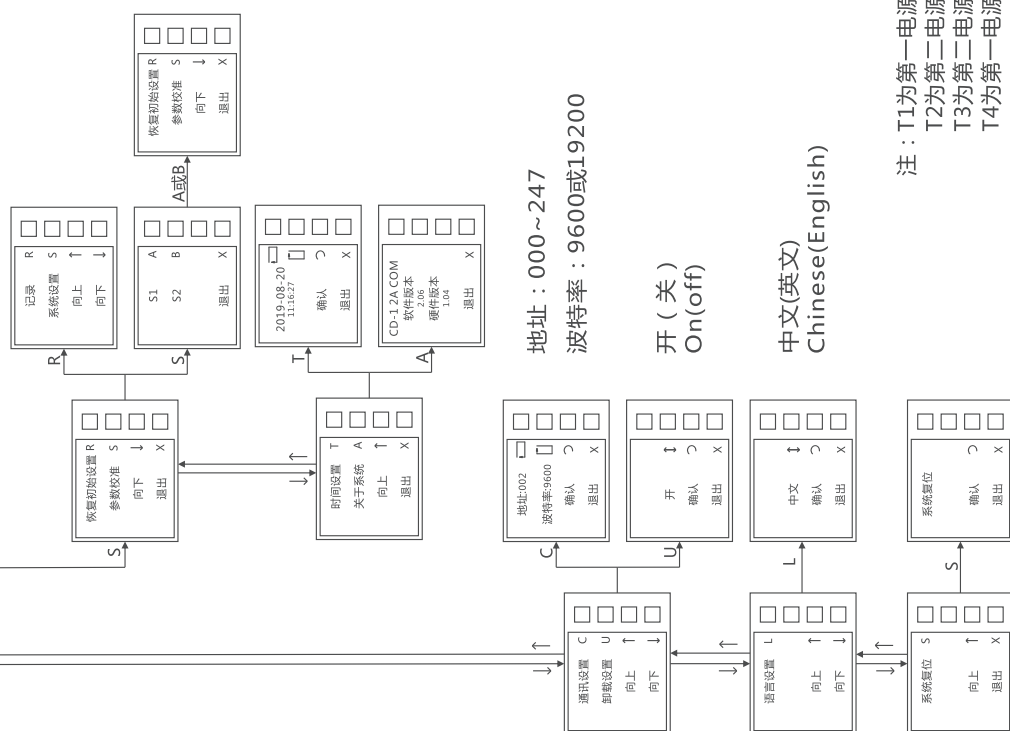 恢复初始设置 R
参数校准 S
向下 ↓
退出 X
A或B
记录 R
系统设置 S
向上 ↑
向下 ↓
R
S1 A
S2 B
退出 X
S
2019-08-20
11:16:27
确认
退出 X
T
CD-12A COM
软件版本
2.06
硬件版本
1.04
退出 X
A
恢复初始设置 R
参数校准 S
向下 ↓
退出 X
S
↓ ↑
时间设置 T
关于系统 A
向上 ↑
退出 X
地址:002
波特率:9600
确认
退出 X
C
地址：000~247
波特率：9600或19200
开 ↕
确认
退出 X
U
开（关）
On(off)
中文 ↕
确认
退出 X
L
中文(英文)
Chinese(English)
系统复位
确认
退出 X
S
通讯设置 C
卸载设置 U
向上 ↑
向下 ↓
↓ ↑
语言设置 L
向上 ↑
向下 ↓
↓ ↑
系统复位 S
向上 ↑
退出 X
↓ ↑
注：T1为第一电源
T2为第二电源
T3为第二电源
T4为第一电源